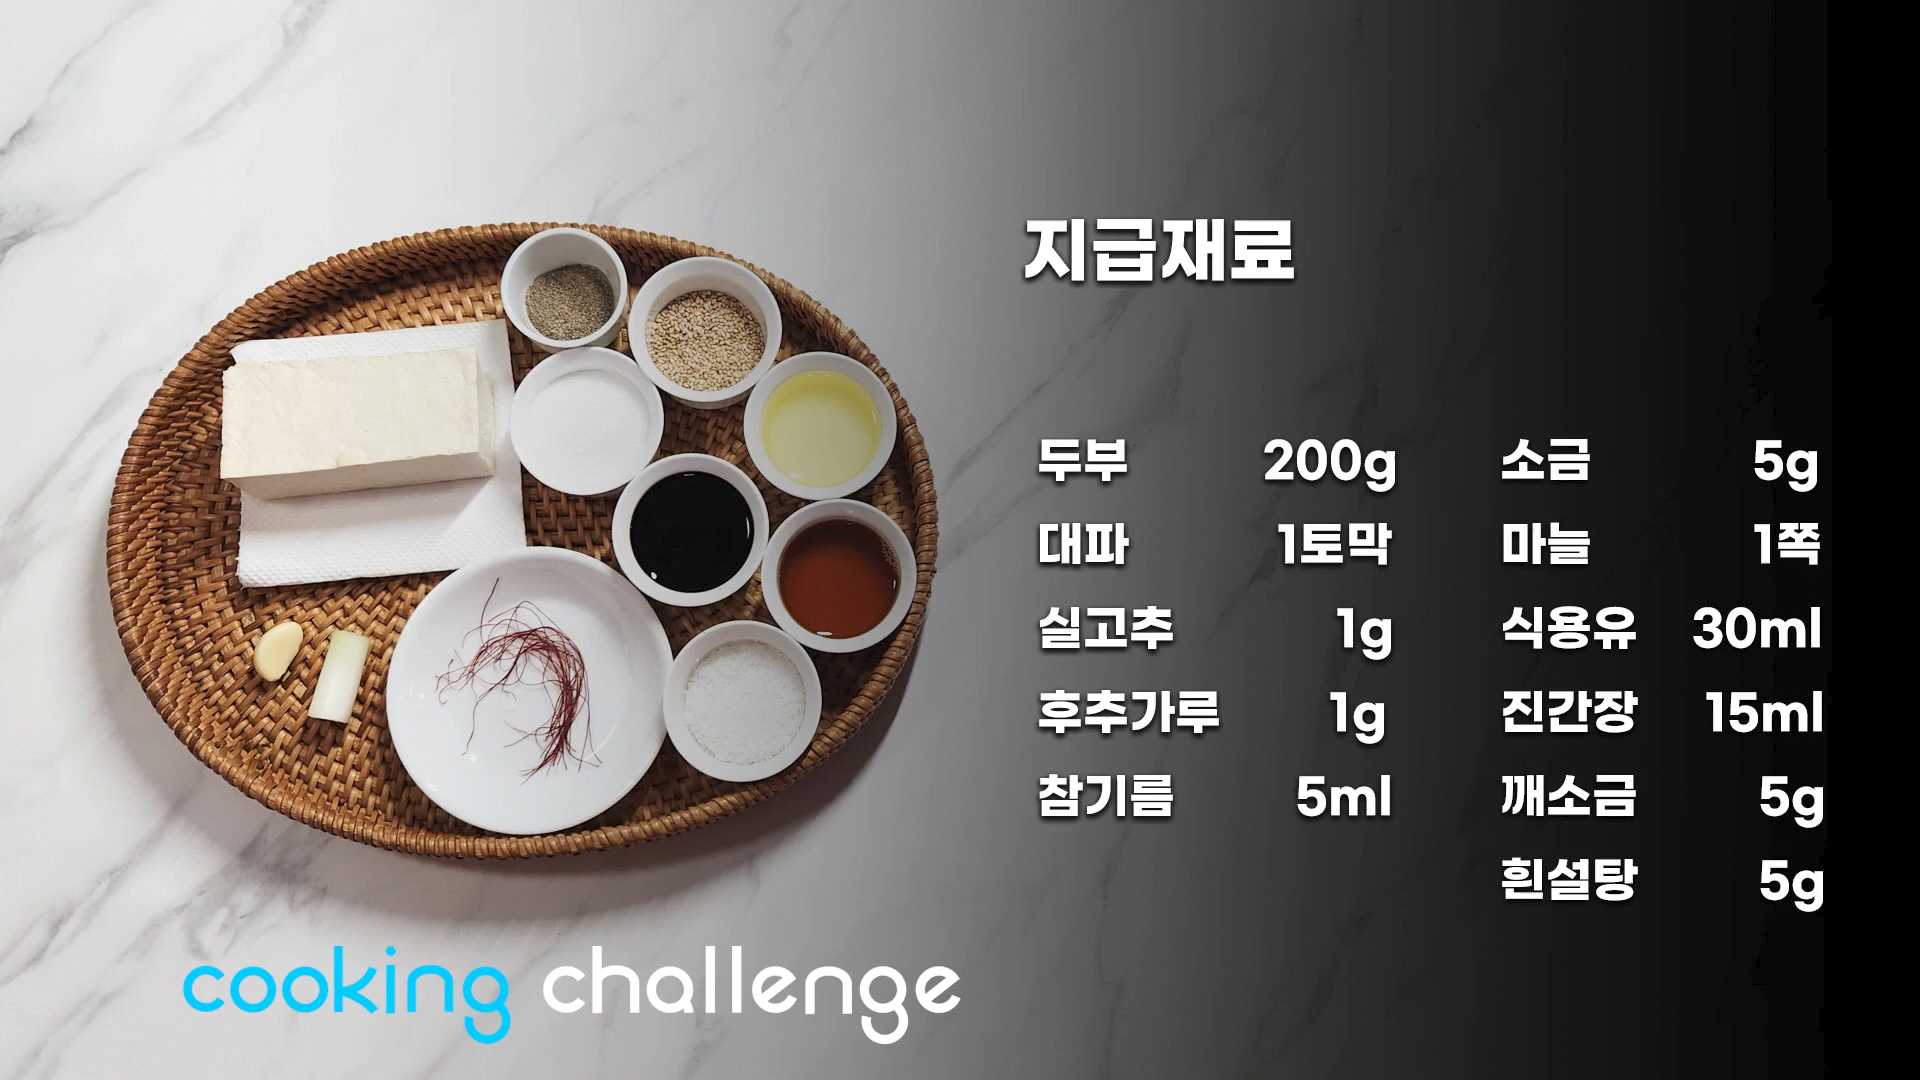 지급재료
두부 200g 소금 5g
대파 1토막 마늘 1쪽
실고추 1g 식용유 30ml
후추가루 1g 진간장 15ml
참기름 5ml 깨소금 5g
흰설탕 5g
cooking challenge